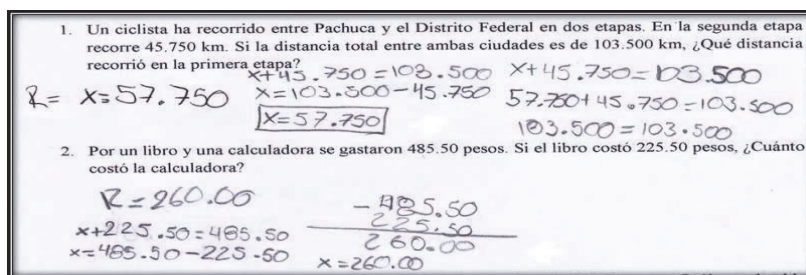 1. Un ciclista ha recorrido entre Pachuca y el Distrito Federal en dos etapas. En la segunda etapa
recorre 45.750 km. Si la distancia total entre ambas ciudades es de 103.500 km, ¿Qué distancia
recorrió en la primera etapa?
x+45.750=103.500 x+45.750=103.500
R= x=57.750 x=103.500-45.750 57.750+45.750=103.500
x=57.750
103.500=103.500
2. Por un libro y una calculadora se gastaron 485.50 pesos. Si el libro costó 225.50 pesos, ¿Cuánto
costó la calculadora?
R=260.00
-485.50
225.50
x+225.50=485.50
260.00
x=485.50-225.50
x=260.00